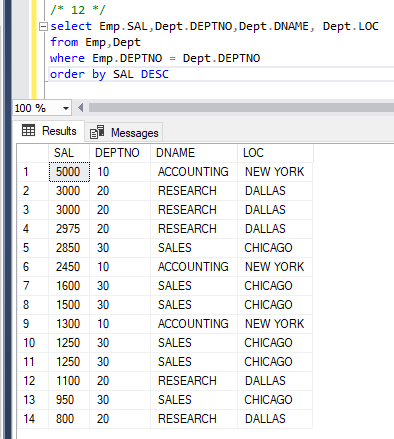 /* 12 */
select Emp.SAL,Dept.DEPTNO,Dept.DNAME, Dept.LOC
from Emp,Dept
where Emp.DEPTNO = Dept.DEPTNO
order by SAL DESC
100 %
Results Messages
SAL DEPTNO DNAME LOC
1 5000 10 ACCOUNTING NEW YORK
2 3000 20 RESEARCH DALLAS
3 3000 20 RESEARCH DALLAS
4 2975 20 RESEARCH DALLAS
5 2850 30 SALES CHICAGO
6 2450 10 ACCOUNTING NEW YORK
7 1600 30 SALES CHICAGO
8 1500 30 SALES CHICAGO
9 1300 10 ACCOUNTING NEW YORK
10 1250 30 SALES CHICAGO
11 1250 30 SALES CHICAGO
12 1100 20 RESEARCH DALLAS
13 950 30 SALES CHICAGO
14 800 20 RESEARCH DALLAS